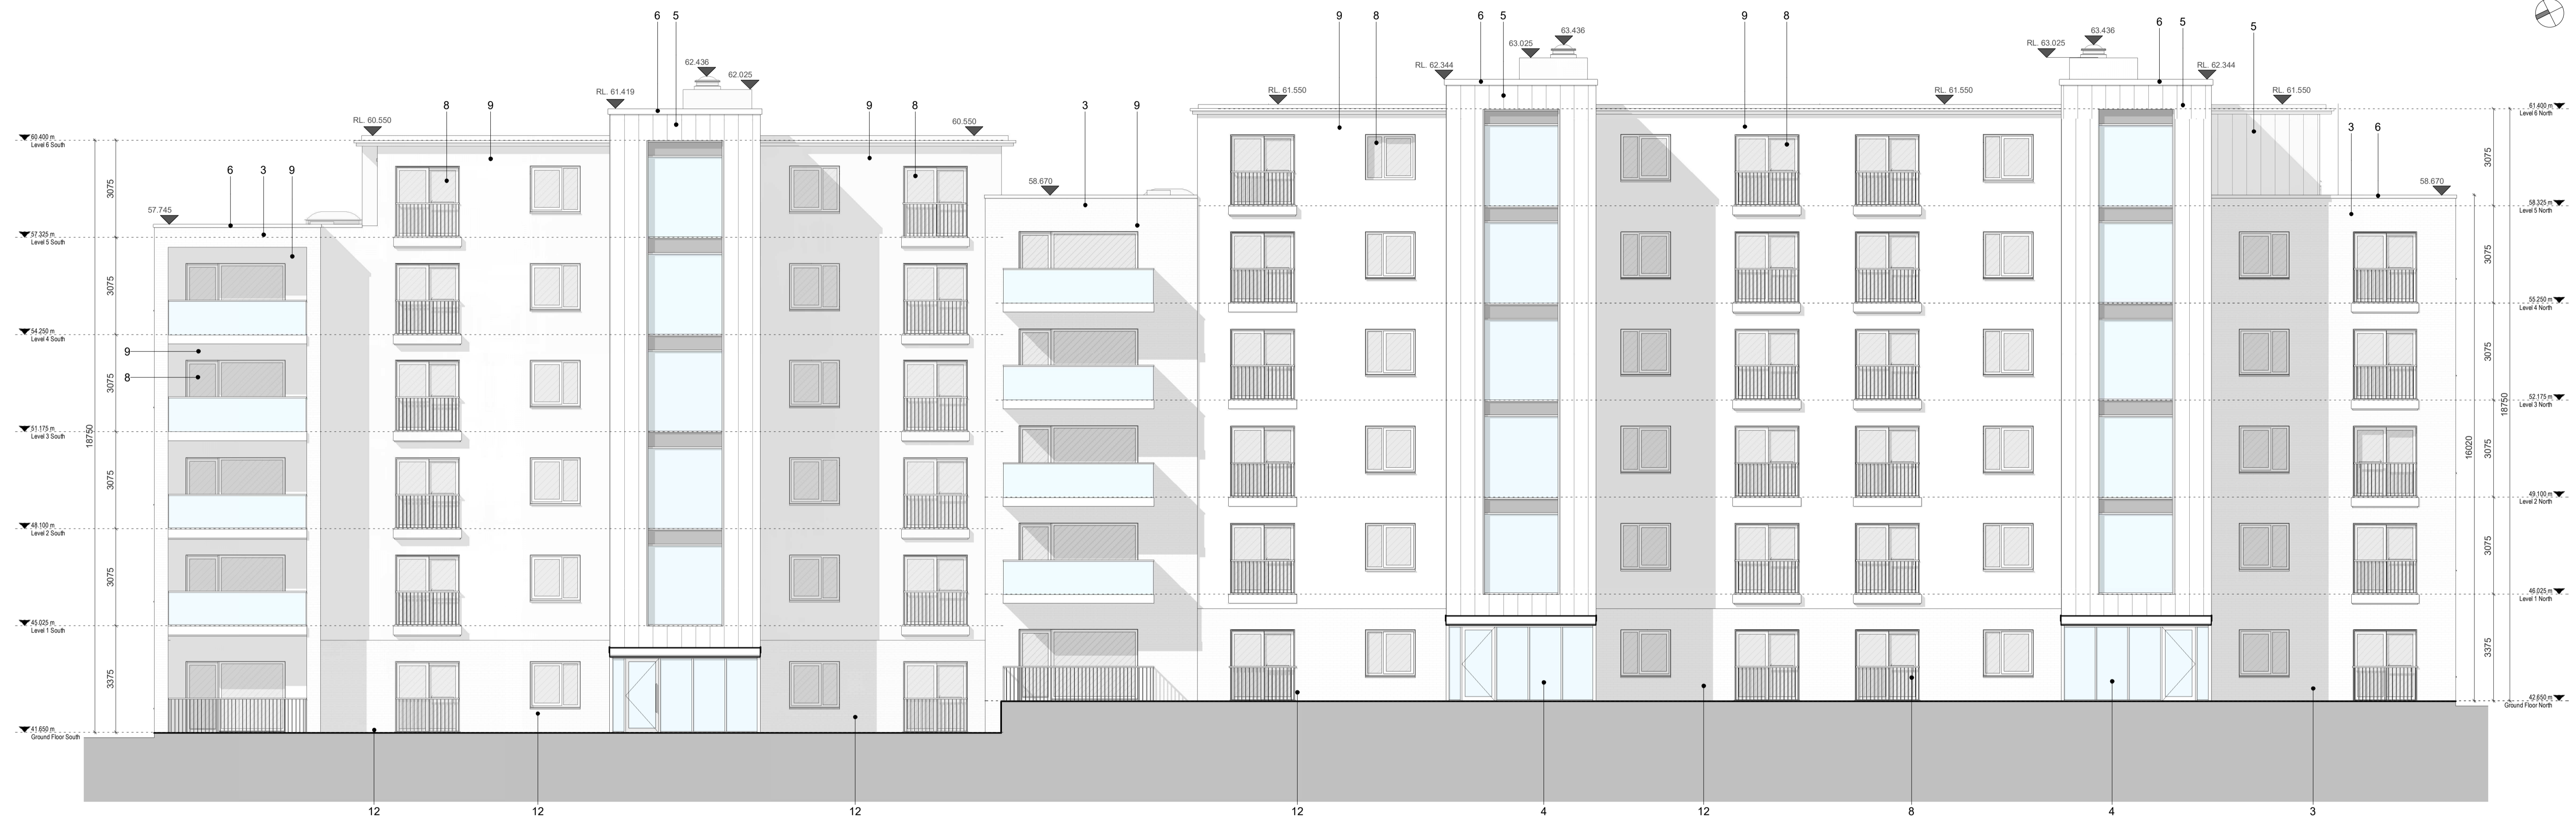 6 5
9 8
6 5
9 8
6 5
5
63.436
63.025
RL. 62.344
63.436
RL. 63.025
RL. 62.344
62.436
62.025
RL. 61.419
8 9
9 8
3 9
RL. 61.550
RL. 61.550
RL. 61.550
61.400 m
Level 6 North
RL. 60.550
60.550
60.400 m
Level 6 South
3 6
6 3 9
57.745
58.670
58.670
3075
3075
58.325 m
Level 5 North
57.325 m
Level 5 South
3075
3075
55.250 m
Level 4 North
54.250 m
Level 4 South
9
8
3075
3075
52.175 m
Level 3 North
51.175 m
Level 3 South
18750
18750
16020
3075
3075
49.100 m
Level 2 North
48.100 m
Level 2 South
3075
3075
46.025 m
Level 1 North
45.025 m
Level 1 South
3375
3375
42.650 m
Ground Floor North
41.650 m
Ground Floor South
12 12 12 12 4 12 8 4 3